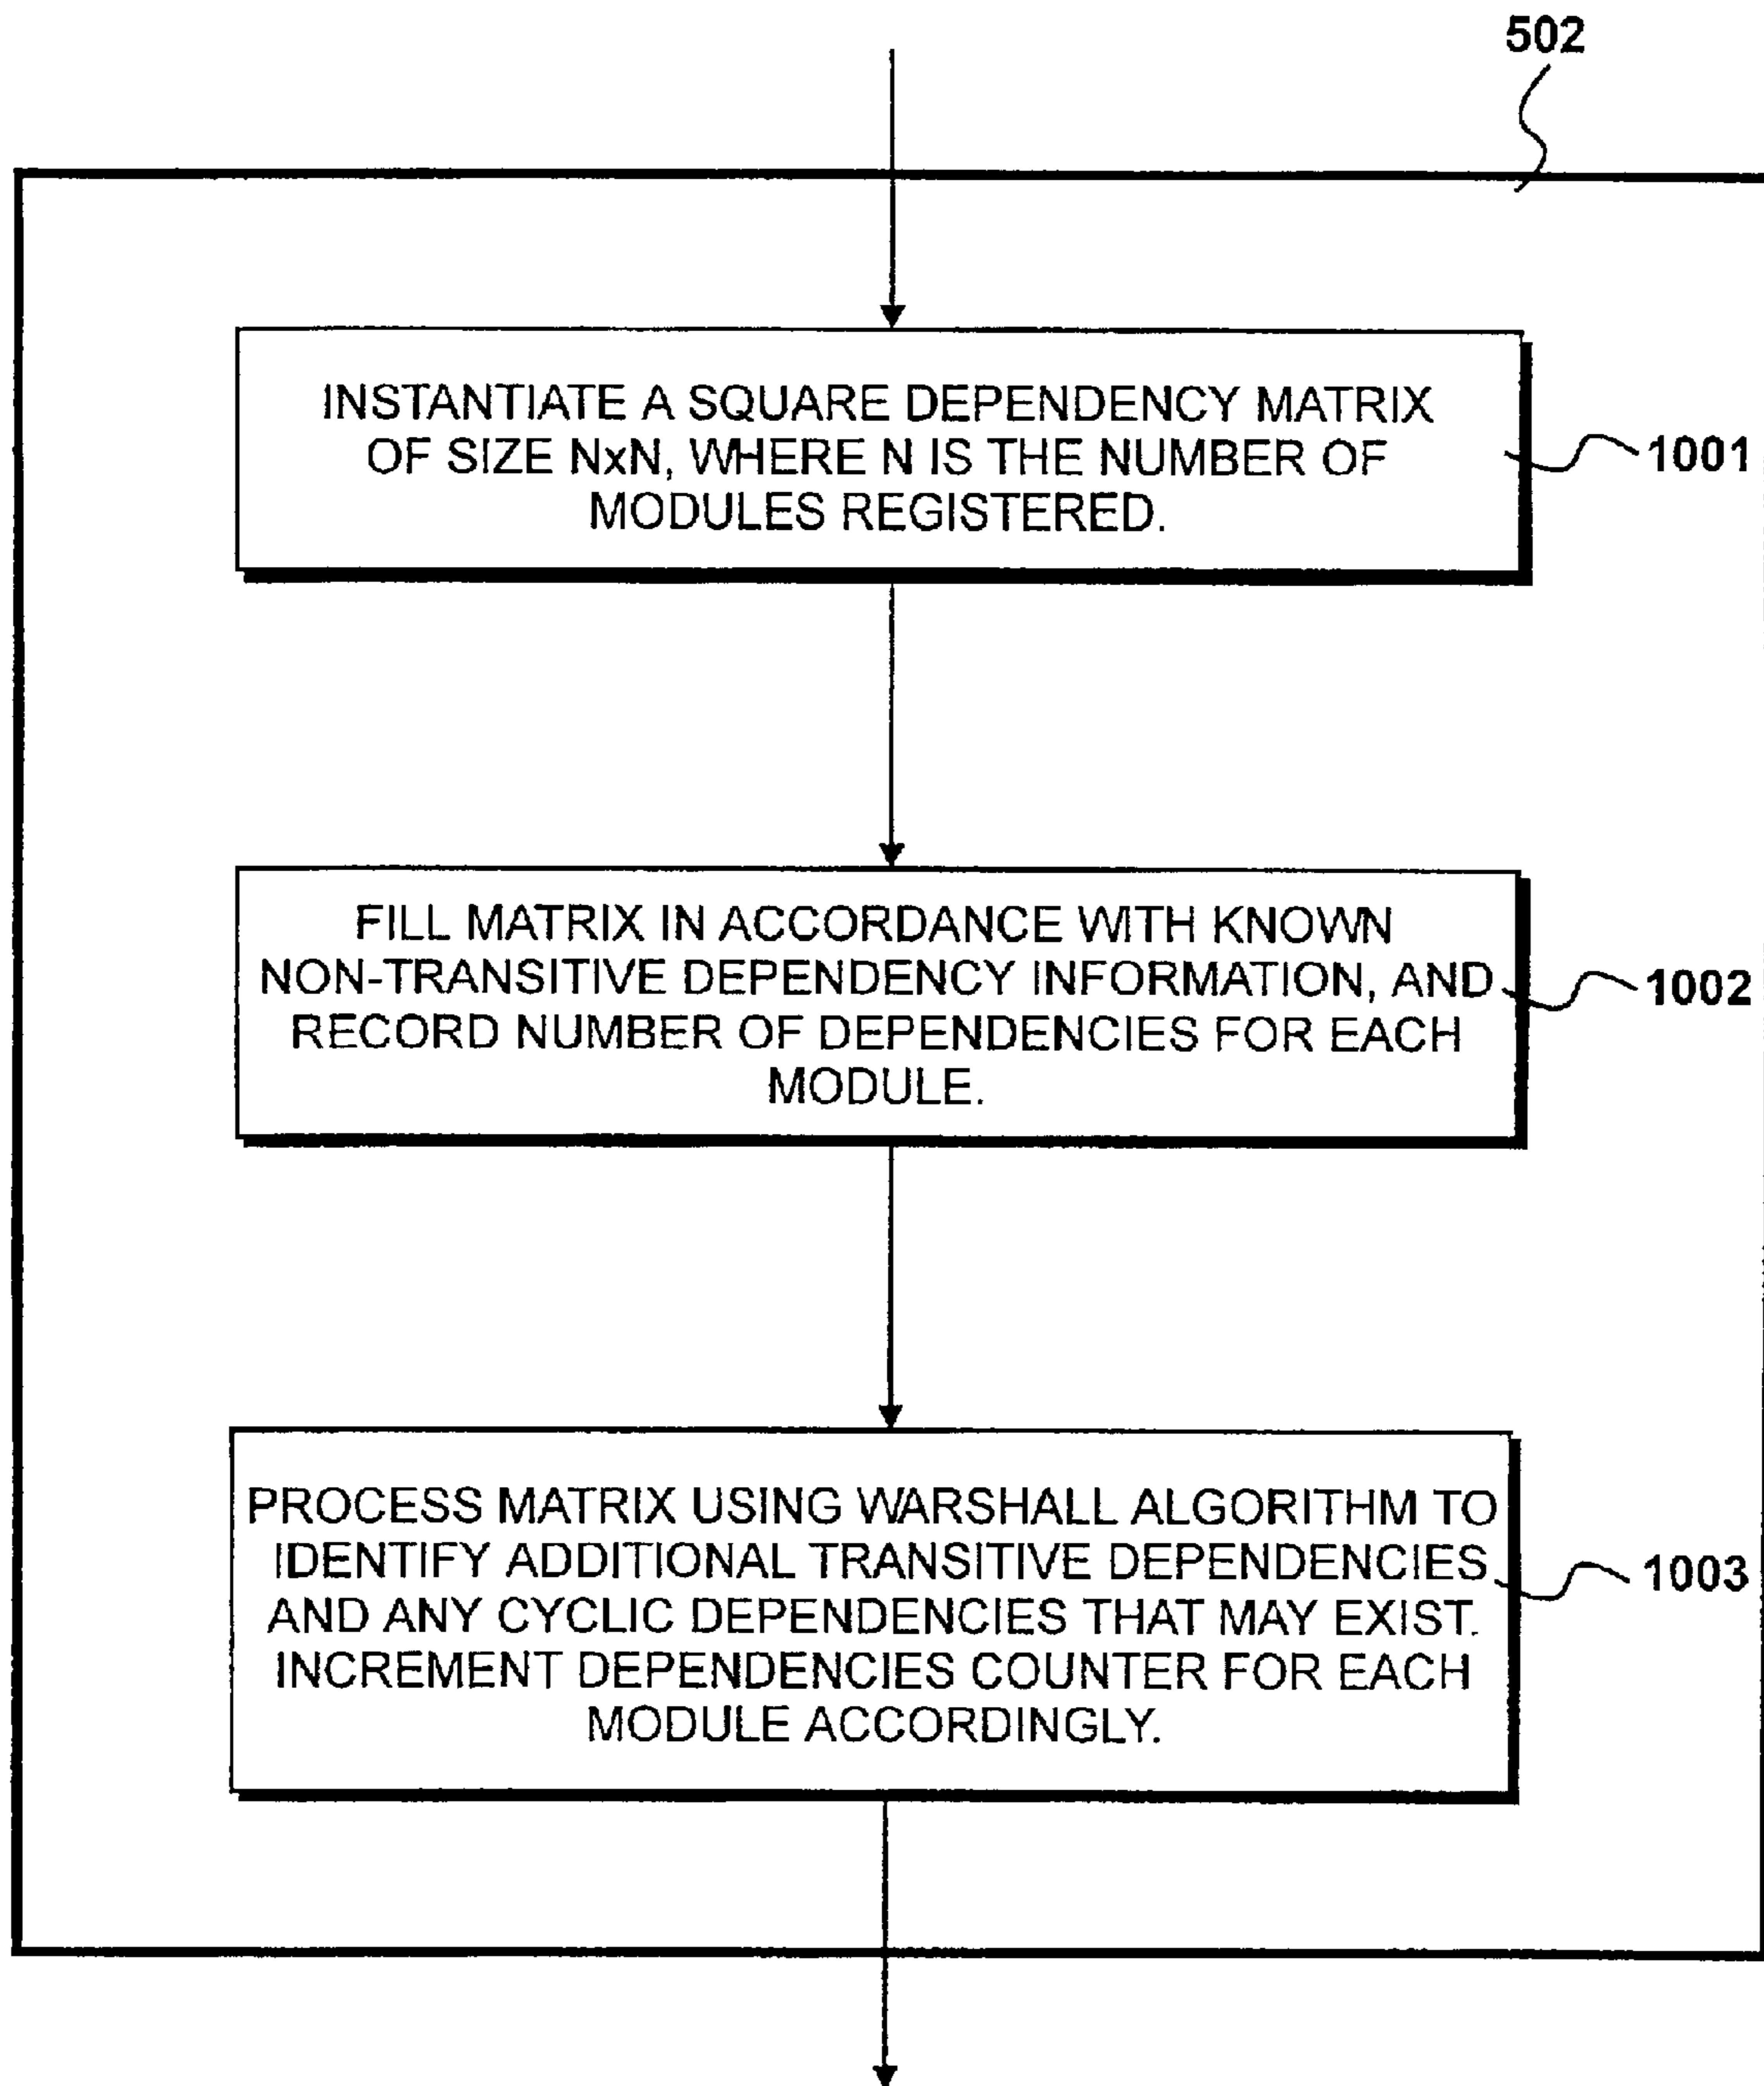 502
INSTANTIATE A SQUARE DEPENDENCY MATRIX
OF SIZE NxN, WHERE N IS THE NUMBER OF
MODULES REGISTERED.
1001
FILL MATRIX IN ACCORDANCE WITH KNOWN
NON-TRANSITIVE DEPENDENCY INFORMATION, AND
RECORD NUMBER OF DEPENDENCIES FOR EACH
MODULE.
1002
PROCESS MATRIX USING WARSHALL ALGORITHM TO
IDENTIFY ADDITIONAL TRANSITIVE DEPENDENCIES
AND ANY CYCLIC DEPENDENCIES THAT MAY EXIST.
INCREMENT DEPENDENCIES COUNTER FOR EACH
MODULE ACCORDINGLY.
1003